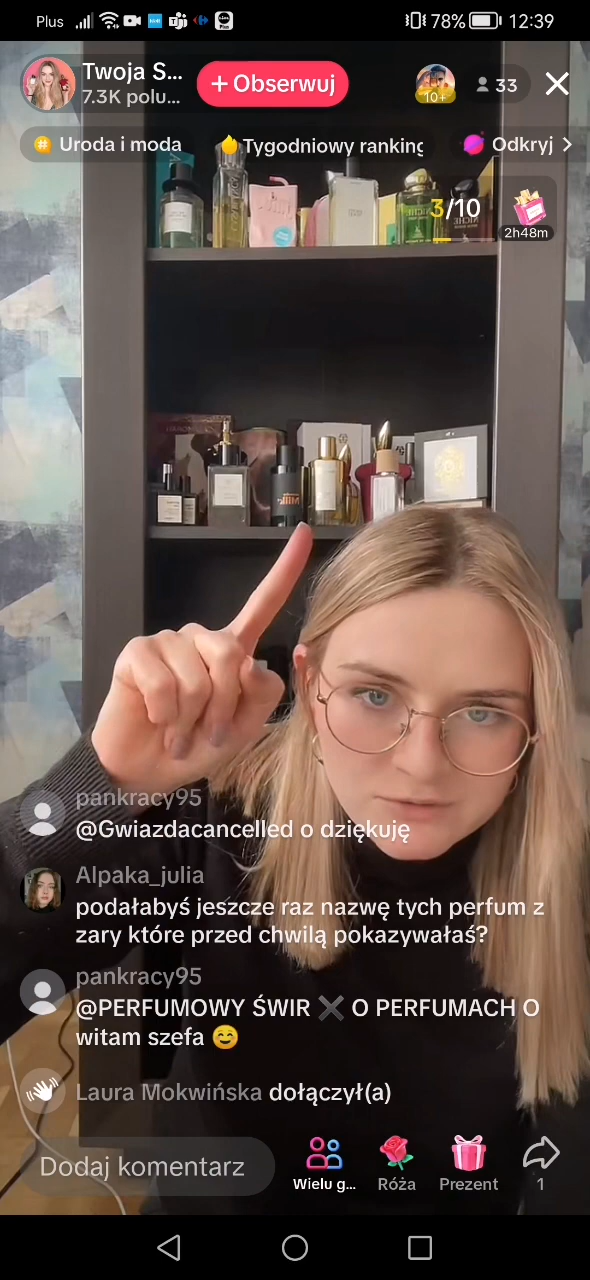 Plus 78% 12:39
Twoja S... + Obserwuj 10+ 33
7.3K polu...
# Uroda i moda Tygodniowy ranking Odkryj >
3/10
2h48m
pankracy95
@Gwiazdacancelled o dziękuję
Alpaka_julia
podałabyś jeszcze raz nazwę tych perfum z
zary które przed chwilą pokazywałaś?
pankracy95
@PERFUMOWY ŚWIR ❌ O PERFUMACH O
witam szefa 😊
Laura Mokwińska dołączył(a)
Dodaj komentarz
Wielu g... Róża Prezent 1